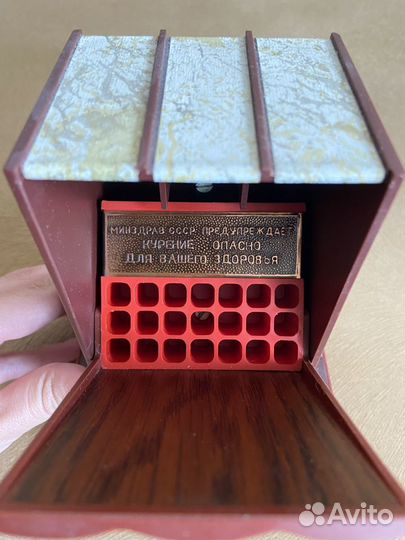 МИНЗДРАВ СССР ПРЕДУПРЕЖДАЕТ
КУРЕНИЕ ОПАСНО
ДЛЯ ВАШЕГО ЗДОРОВЬЯ
Avito